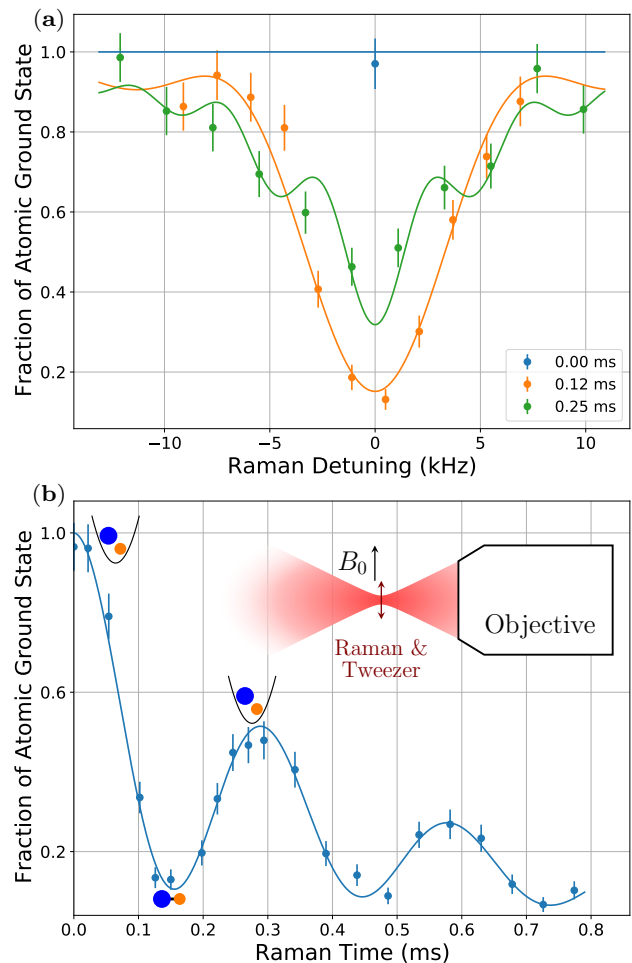 (a)
Fraction of Atomic Ground State
1.0
0.8
0.6
0.4
0.2
0.00 ms
0.12 ms
0.25 ms
−10
−5
0
5
10
Raman Detuning (kHz)
(b)
Fraction of Atomic Ground State
1.0
0.6
0.2
B0
Objective
Raman &
Tweezer
0.0
0.1
0.2
0.3
0.4
0.5
0.6
0.7
0.8
Raman Time (ms)